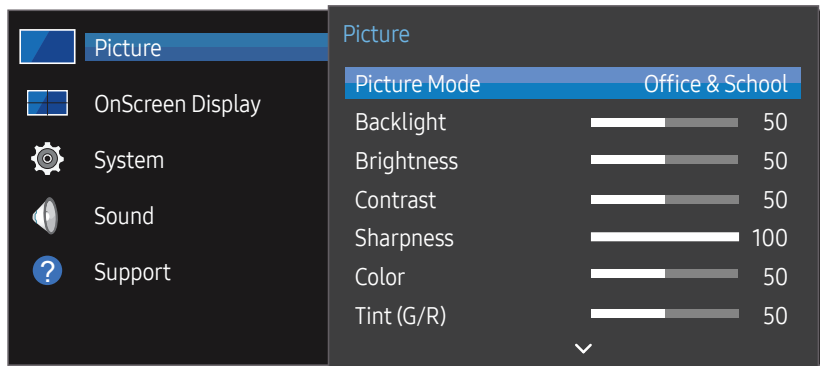 Picture
OnScreen Display
System
Sound
? Support
Picture
Picture Mode Office & School
Backlight 50
Brightness 50
Contrast 50
Sharpness 100
Color 50
Tint (G/R) 50